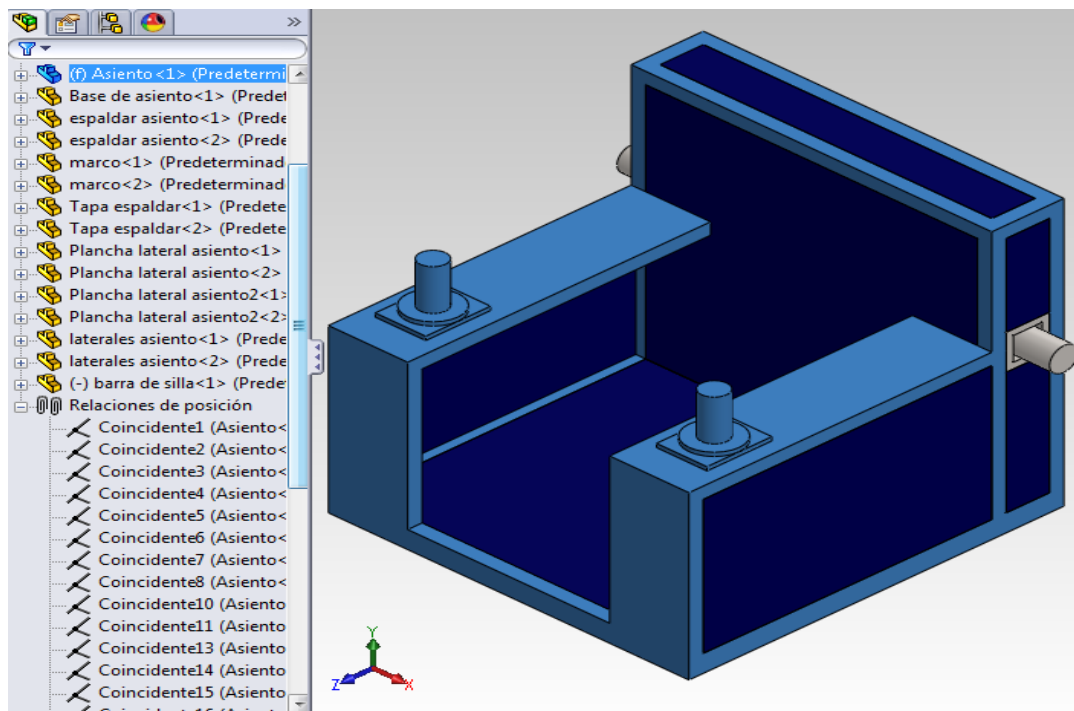 (f) Asiento<1> (Predetermi
Base de asiento<1> (Predet
espaldar asiento<1> (Prede
espaldar asiento<2> (Prede
marco<1> (Predeterminad
marco<2> (Predeterminad
Tapa espaldar<1> (Predete
Tapa espaldar<2> (Predete
Plancha lateral asiento<1>
Plancha lateral asiento<2>
Plancha lateral asiento2<1>
Plancha lateral asiento2<2>
laterales asiento<1> (Prede
laterales asiento<2> (Prede
(-) barra de silla<1> (Prede
Relaciones de posición
Coincidente1 (Asiento<
Coincidente2 (Asiento<
Coincidente3 (Asiento<
Coincidente4 (Asiento<
Coincidente5 (Asiento<
Coincidente6 (Asiento<
Coincidente7 (Asiento<
Coincidente8 (Asiento<
Coincidente10 (Asiento
Coincidente11 (Asiento
Coincidente13 (Asiento
Coincidente14 (Asiento
Coincidente15 (Asiento
Y
Z
X